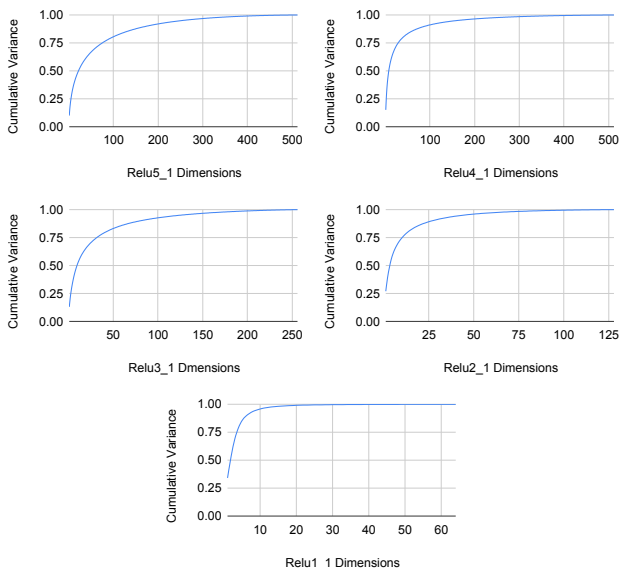 Cumulative Variance
1.00
0.75
0.50
0.25
0.00
100 200 300 400 500
Relu5_1 Dimensions
Cumulative Variance
1.00
0.75
0.50
0.25
0.00
100 200 300 400 500
Relu4_1 Dimensions
Cumulative Variance
1.00
0.75
0.50
0.25
0.00
50 100 150 200 250
Relu3_1 Dmensions
Cumulative Variance
1.00
0.75
0.50
0.25
0.00
25 50 75 100 125
Relu2_1 Dimensions
Cumulative Variance
1.00
0.75
0.50
0.25
0.00
10 20 30 40 50 60
Relu1_1 Dimensions